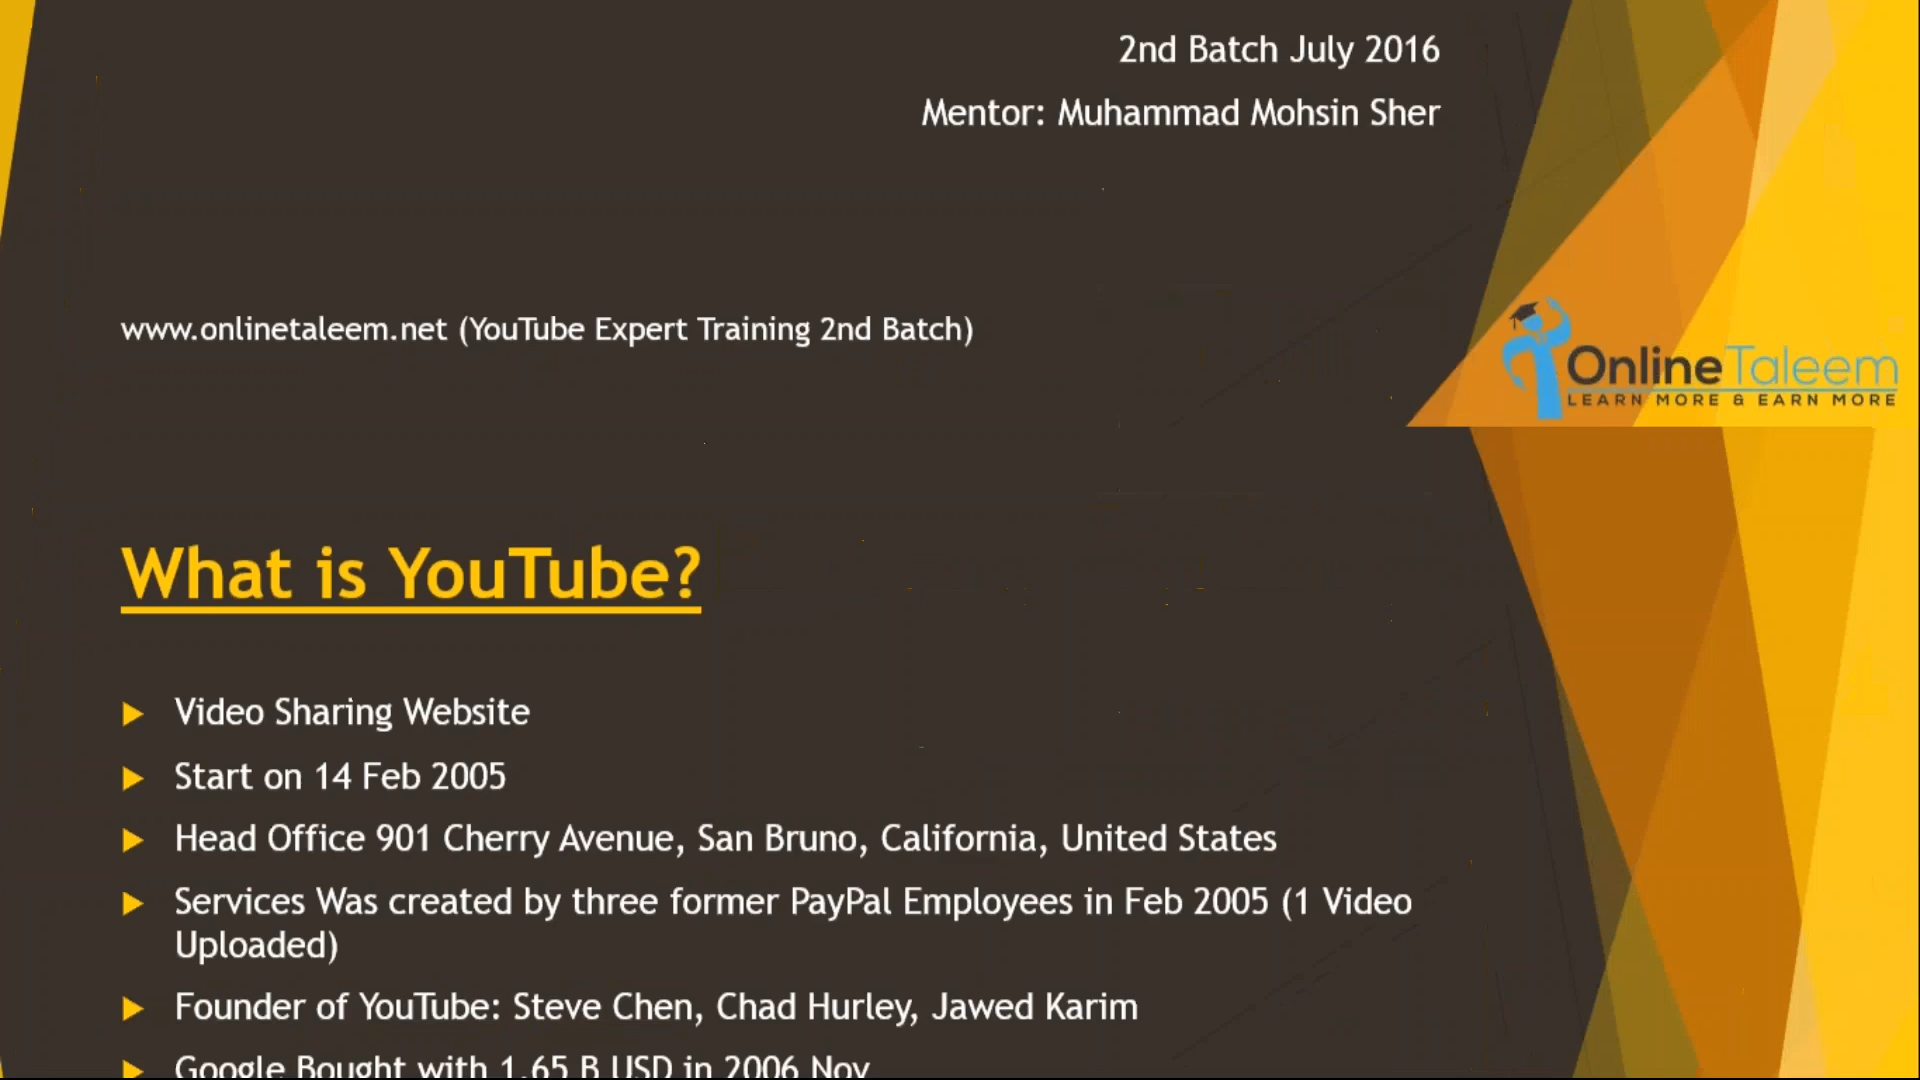 2nd Batch July 2016
Mentor: Muhammad Mohsin Sher
www.onlinetaleem.net (YouTube Expert Training 2nd Batch)
OnlineTaleem
LEARN MORE & EARN MORE
What is YouTube?
Video Sharing Website
Start on 14 Feb 2005
Head Office 901 Cherry Avenue, San Bruno, California, United States
Services Was created by three former PayPal Employees in Feb 2005 (1 Video
Uploaded)
Founder of YouTube: Steve Chen, Chad Hurley, Jawed Karim
Google Bought with 1.65 B USD in 2006 Nov